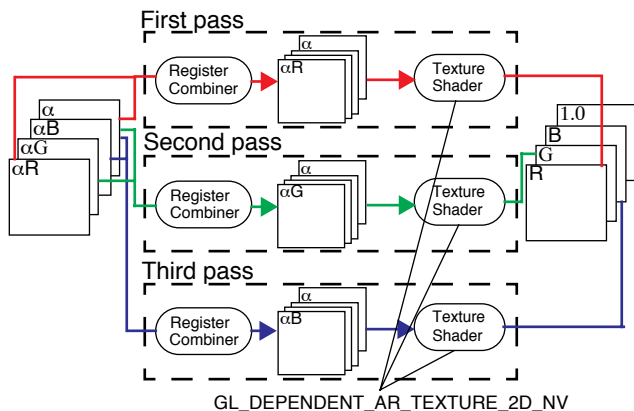 First pass
Register
Combiner
α
αR
Texture
Shader
α
αB
αG
αR
Second pass
Register
Combiner
α
αG
Texture
Shader
1.0
B
G
R
Third pass
Register
Combiner
α
αB
Texture
Shader
GL_DEPENDENT_AR_TEXTURE_2D_NV